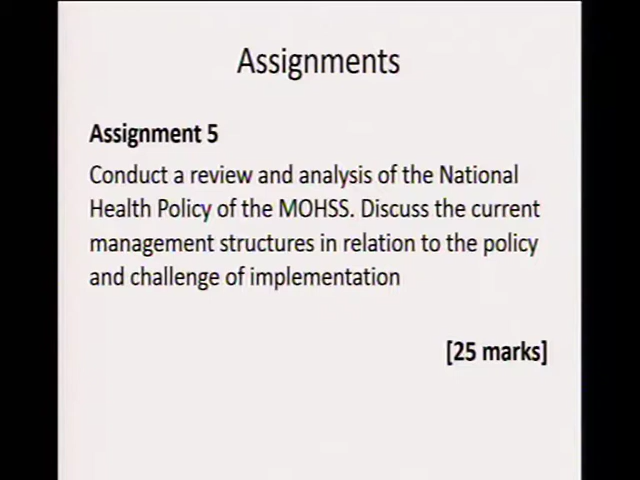 Assignments
Assignment 5
Conduct a review and analysis of the National
Health Policy of the MOHSS. Discuss the current
management structures in relation to the policy
and challenge of implementation
[25 marks]